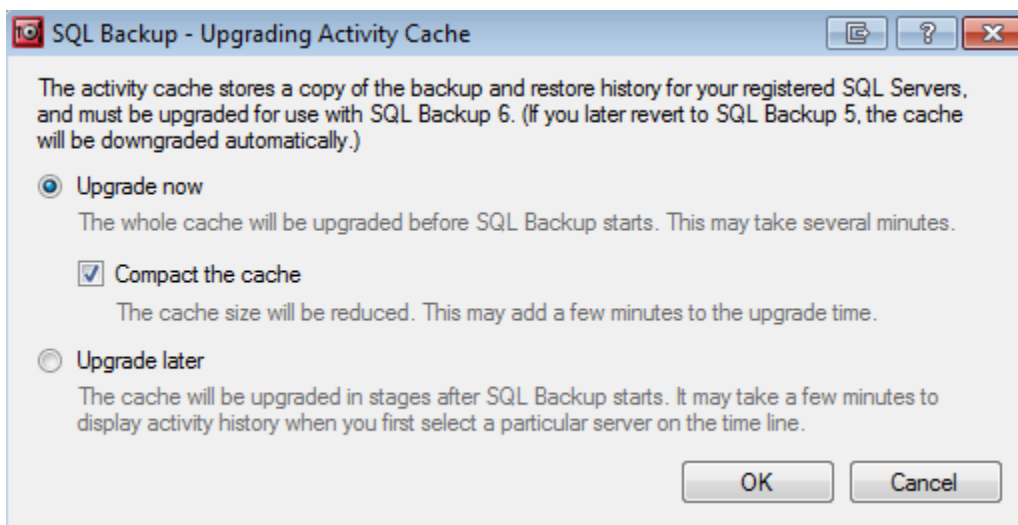 SQL Backup - Upgrading Activity Cache
The activity cache stores a copy of the backup and restore history for your registered SQL Servers,
and must be upgraded for use with SQL Backup 6. (If you later revert to SQL Backup 5, the cache
will be downgraded automatically.)
Upgrade now
The whole cache will be upgraded before SQL Backup starts. This may take several minutes.
Compact the cache
The cache size will be reduced. This may add a few minutes to the upgrade time.
Upgrade later
The cache will be upgraded in stages after SQL Backup starts. It may take a few minutes to
display activity history when you first select a particular server on the time line.
OK Cancel